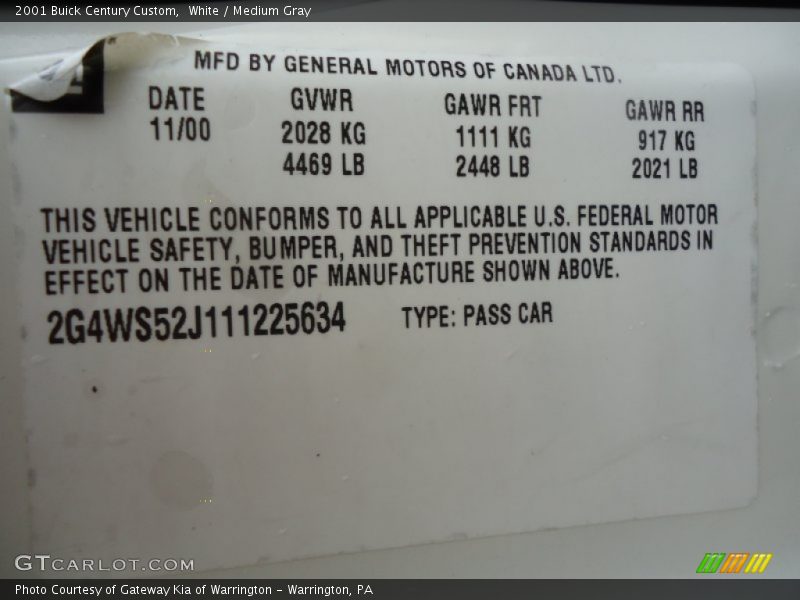 2001 Buick Century Custom, White / Medium Gray
MFD BY GENERAL MOTORS OF CANADA LTD.
DATE GVWR GAWR FRT GAWR RR
11/00 2028 KG 1111 KG 917 KG
4469 LB 2448 LB 2021 LB
THIS VEHICLE CONFORMS TO ALL APPLICABLE U.S. FEDERAL MOTOR
VEHICLE SAFETY, BUMPER, AND THEFT PREVENTION STANDARDS IN
EFFECT ON THE DATE OF MANUFACTURE SHOWN ABOVE.
2G4WS52J111225634 TYPE: PASS CAR
GTCARLOT.COM
Photo Courtesy of Gateway Kia of Warrington - Warrington, PA